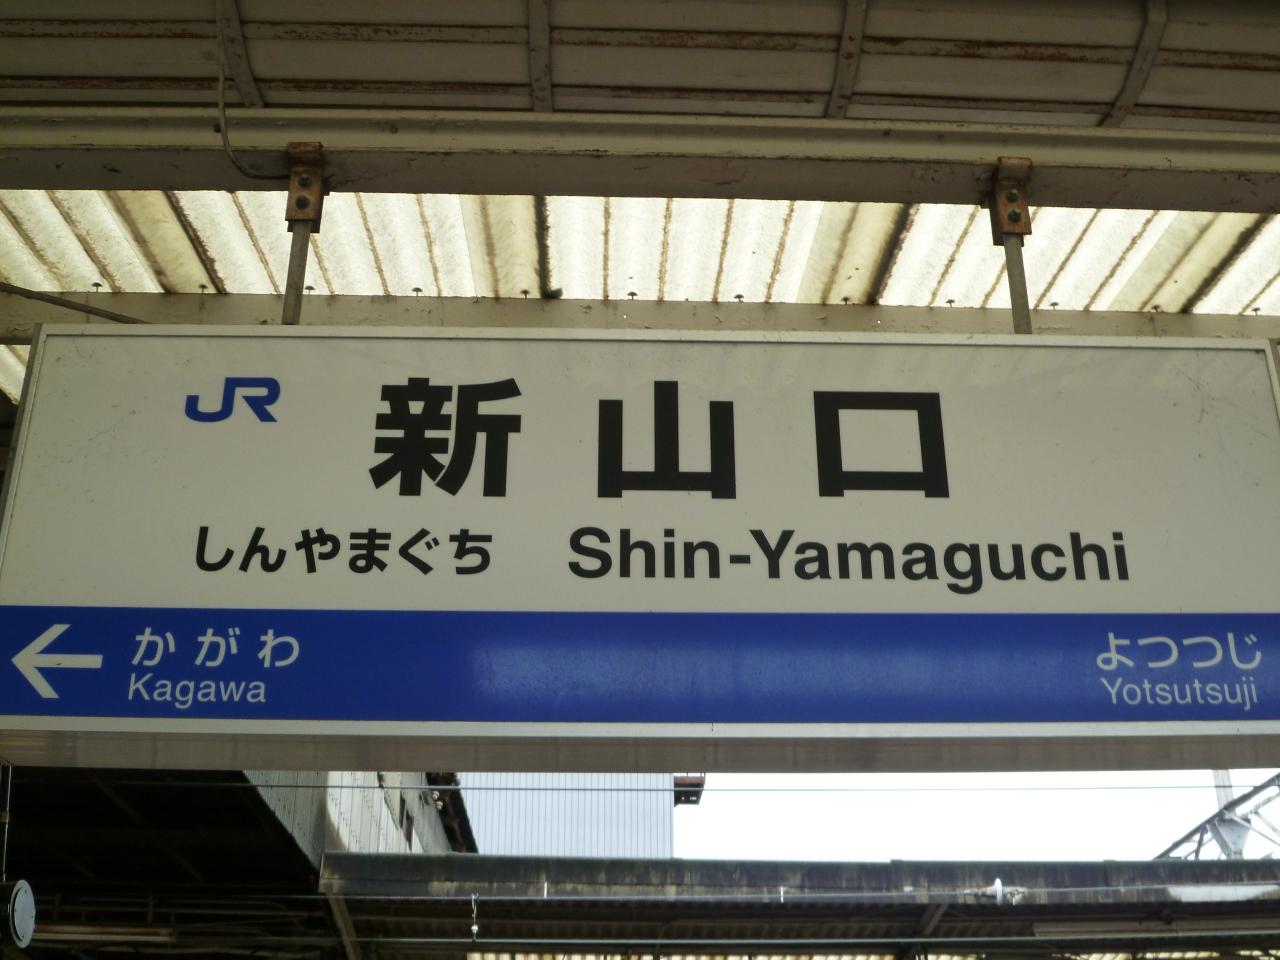 JR 新山口
しんやまぐち Shin-Yamaguchi
← かがわ よつつじ
Kagawa Yotsutsuji